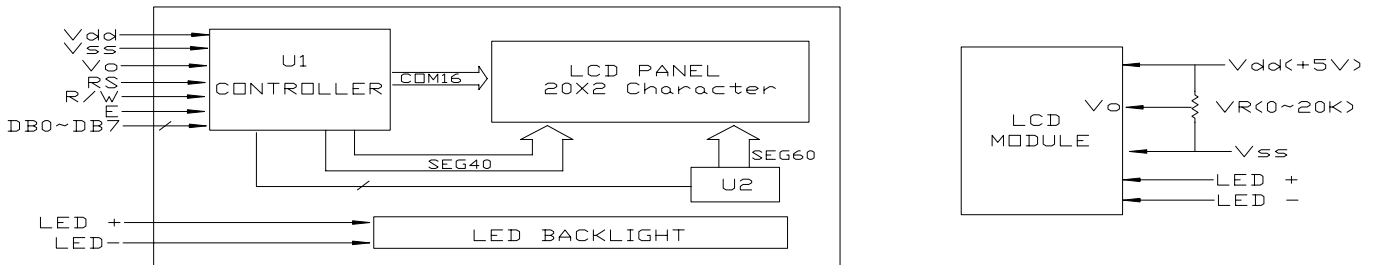 Vdd
Vss
Vo
RS
R/W
E
DB0~DB7
U1
CONTROLLER
COM16
LCD PANEL
20X2 Character
SEG40
SEG60
U2
LED +
LED-
LED BACKLIGHT
LCD
MODULE
Vo
Vdd(+5V)
VR(0~20K)
Vss
LED +
LED -